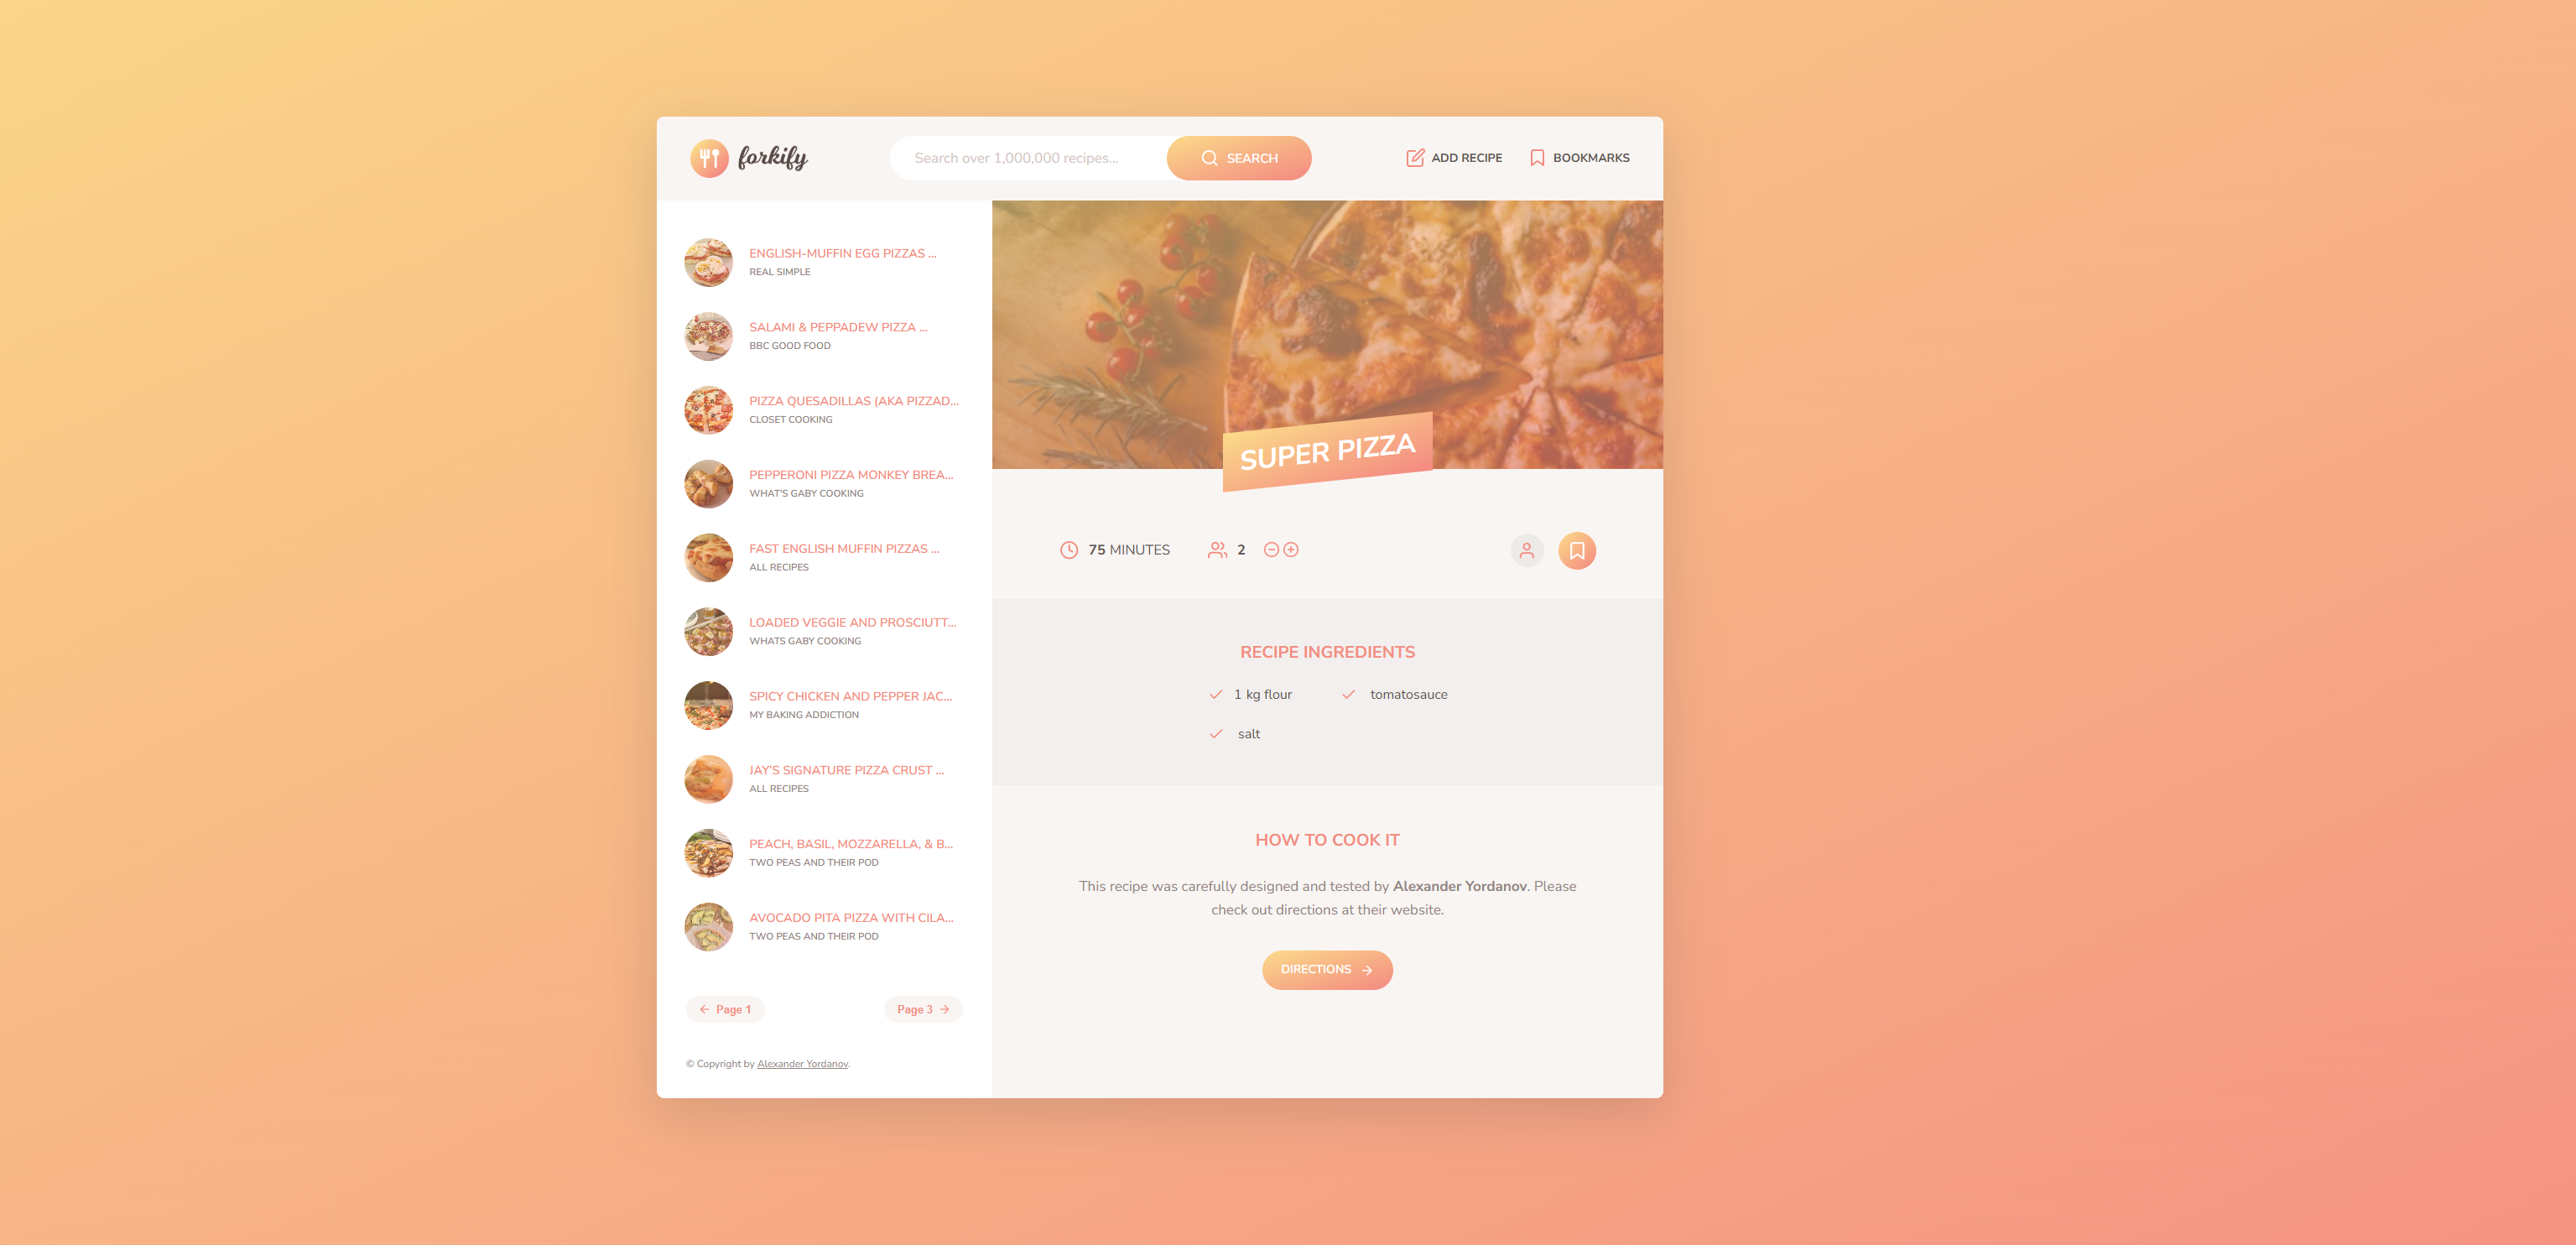 forkify
Search over 1,000,000 recipes...
SEARCH
ADD RECIPE
BOOKMARKS
ENGLISH-MUFFIN EGG PIZZAS ...
REAL SIMPLE
SALAMI & PEPPADEW PIZZA ...
BBC GOOD FOOD
PIZZA QUESADILLAS (AKA PIZZAD...
CLOSET COOKING
PEPPERONI PIZZA MONKEY BREA...
WHAT'S GABY COOKING
FAST ENGLISH MUFFIN PIZZAS ...
ALL RECIPES
LOADED VEGGIE AND PROSCIUTT...
WHATS GABY COOKING
SPICY CHICKEN AND PEPPER JAC...
MY BAKING ADDICTION
JAY'S SIGNATURE PIZZA CRUST ...
ALL RECIPES
PEACH, BASIL, MOZZARELLA, & B...
TWO PEAS AND THEIR POD
AVOCADO PITA PIZZA WITH CILA...
TWO PEAS AND THEIR POD
Page 1
Page 3
© Copyright by Alexander Yordanov.
SUPER PIZZA
75 MINUTES
2
RECIPE INGREDIENTS
1 kg flour
tomatosauce
salt
HOW TO COOK IT
This recipe was carefully designed and tested by Alexander Yordanov. Please
check out directions at their website.
DIRECTIONS